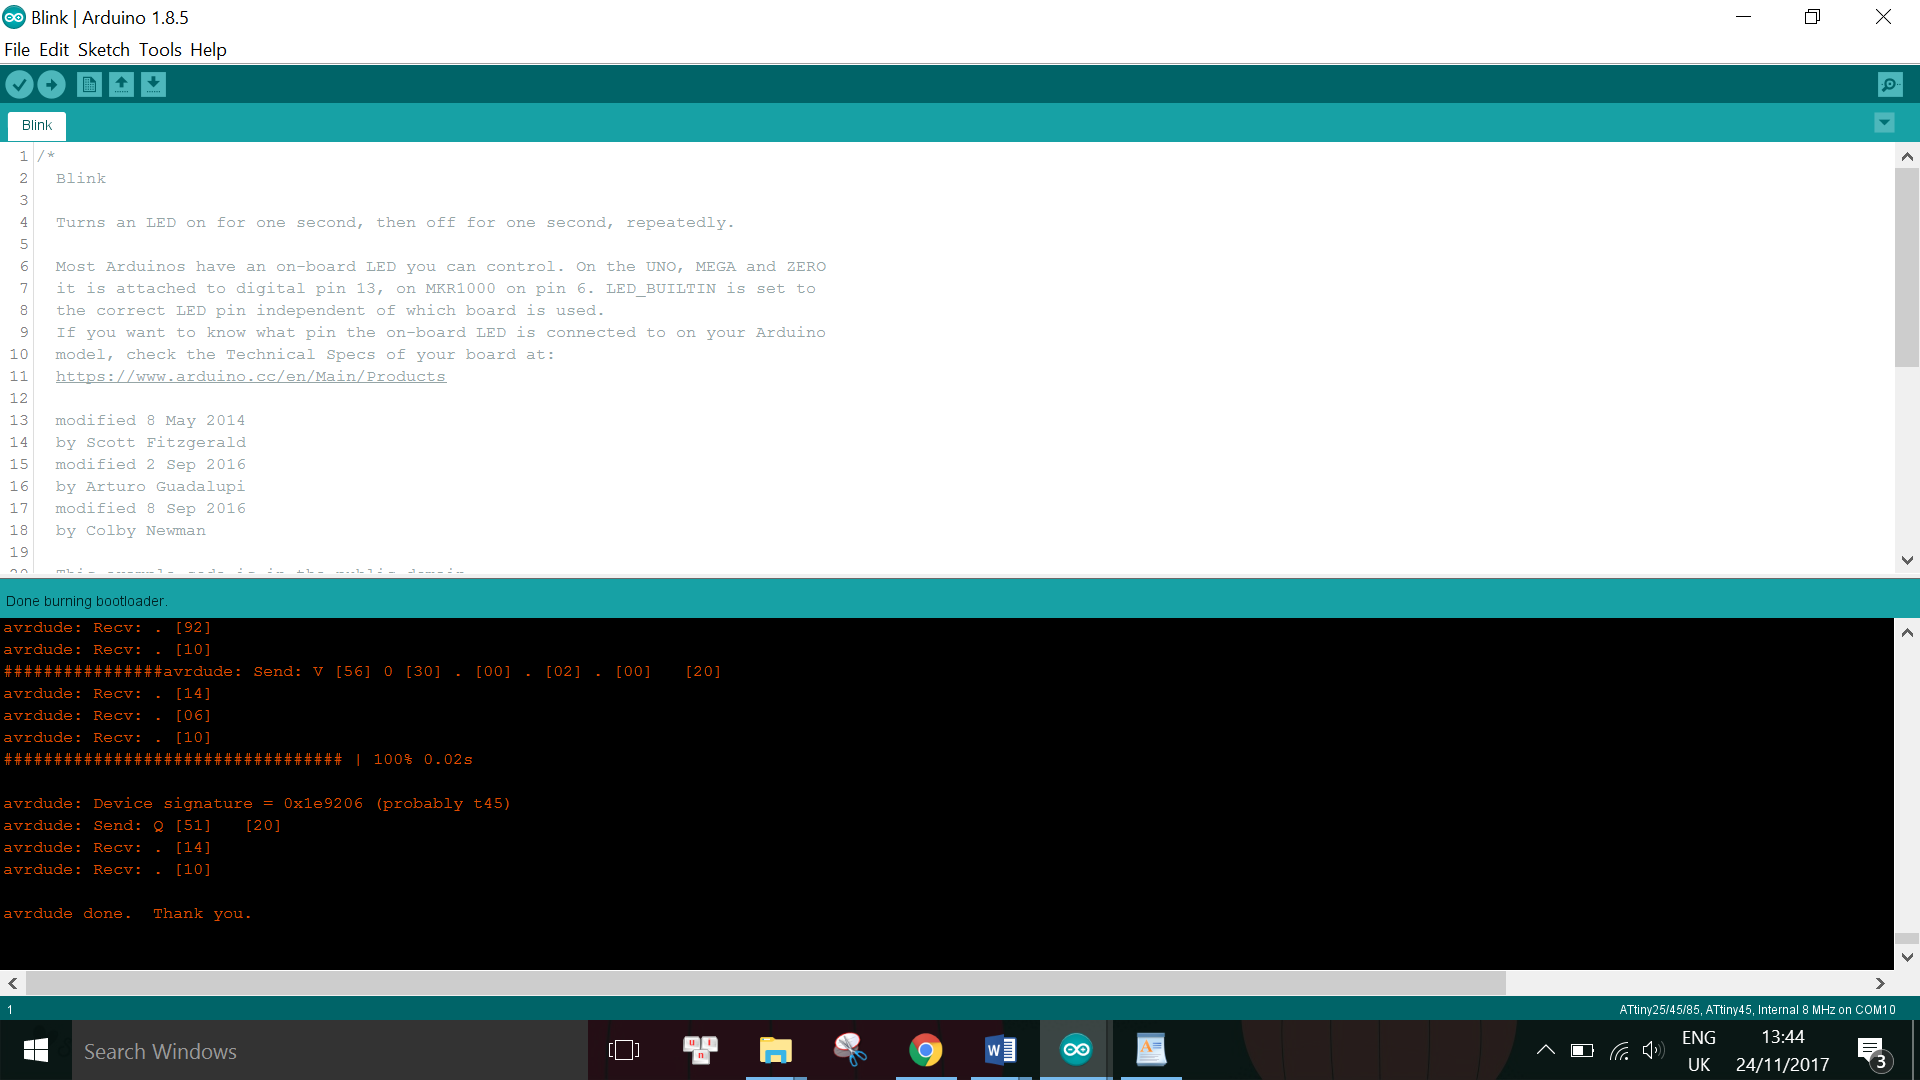 Blink | Arduino 1.8.5
File Edit Sketch Tools Help
Blink
1 /*
2 Blink
3
4 Turns an LED on for one second, then off for one second, repeatedly.
5
6 Most Arduinos have an on-board LED you can control. On the UNO, MEGA and ZERO
7 it is attached to digital pin 13, on MKR1000 on pin 6. LED_BUILTIN is set to
8 the correct LED pin independent of which board is used.
9 If you want to know what pin the on-board LED is connected to on your Arduino
10 model, check the Technical Specs of your board at:
11 https://www.arduino.cc/en/Main/Products
12
13 modified 8 May 2014
14 by Scott Fitzgerald
15 modified 2 Sep 2016
16 by Arturo Guadalupi
17 modified 8 Sep 2016
18 by Colby Newman
19
20 This example code is in the public domain
Done burning bootloader.
avrdude: Recv: . [92]
avrdude: Recv: . [10]
################avrdude: Send: V [56] 0 [30] . [00] . [02] . [00]   [20]
avrdude: Recv: . [14]
avrdude: Recv: . [06]
avrdude: Recv: . [10]
################################## | 100% 0.02s
avrdude: Device signature = 0x1e9206 (probably t45)
avrdude: Send: Q [51]   [20]
avrdude: Recv: . [14]
avrdude: Recv: . [10]
avrdude done.  Thank you.
1
ATtiny25/45/85, ATtiny45, Internal 8 MHz on COM10
Search Windows
u n i
W
A
ENG
UK
13:44
24/11/2017
3